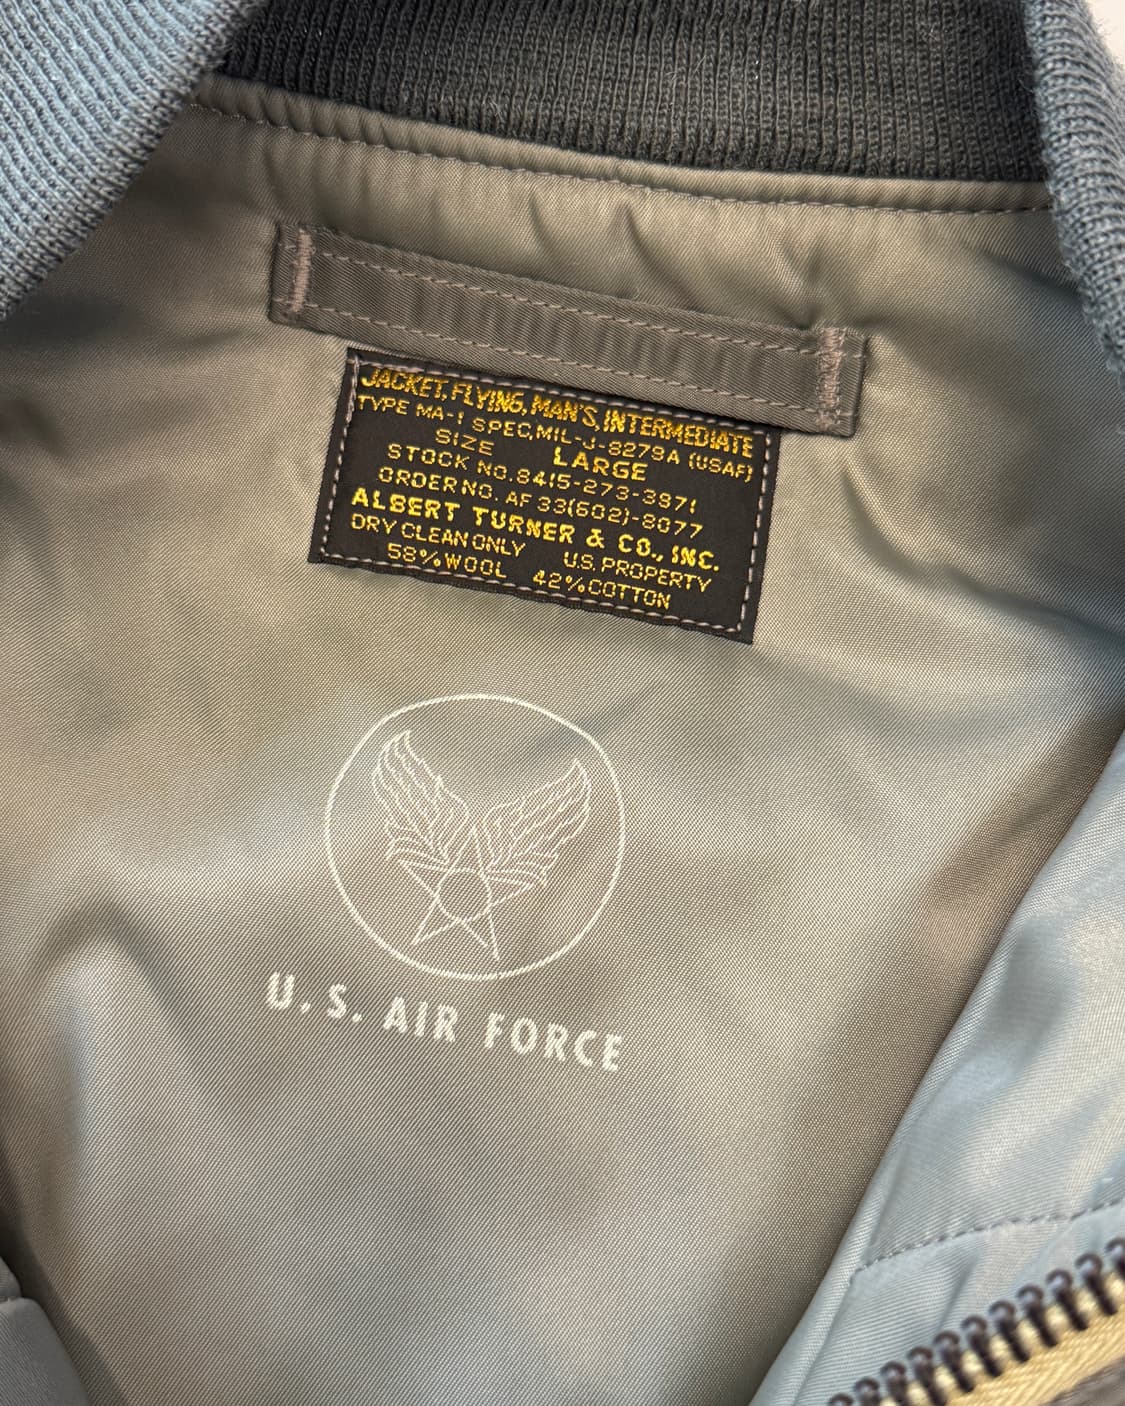 JACKET, FLYING, MAN'S, INTERMEDIATE
TYPE MA-1 SPEC,MIL-J-8279A (USAF)
SIZE LARGE
STOCK NO.8415-273-3971
ORDER NO. AF 33(602)-8077
ALBERT TURNER & CO., INC.
DRY CLEAN ONLY U.S. PROPERTY
58% WOOL 42% COTTON
U.S. AIR FORCE